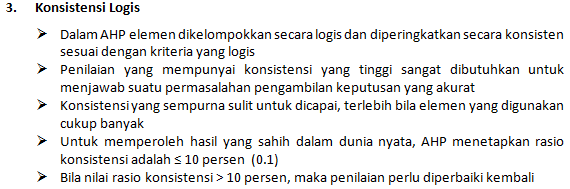 3. Konsistensi Logis
➤ Dalam AHP elemen dikelompokkan secara logis dan diperingkatkan secara konsisten
sesuai dengan kriteria yang logis
➤ Penilaian yang mempunyai konsistensi yang tinggi sangat dibutuhkan untuk
menjawab suatu permasalahan pengambilan keputusan yang akurat
➤ Konsistensi yang sempurna sulit untuk dicapai, terlebih bila elemen yang digunakan
cukup banyak
➤ Untuk memperoleh hasil yang sahih dalam dunia nyata, AHP menetapkan rasio
konsistensi adalah ≤ 10 persen (0.1)
➤ Bila nilai rasio konsistensi > 10 persen, maka penilaian perlu diperbaiki kembali